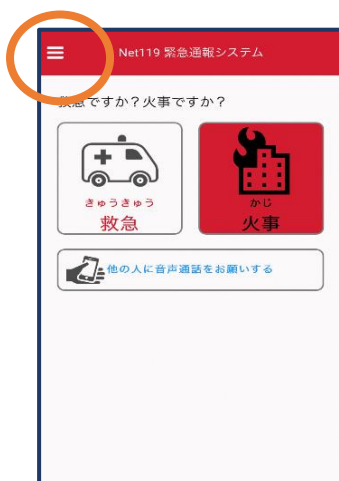 Net119 緊急通報システム
救急ですか？火事ですか？
きゅうきゅう
救急
かじ
火事
他の人に音声通話をお願いする